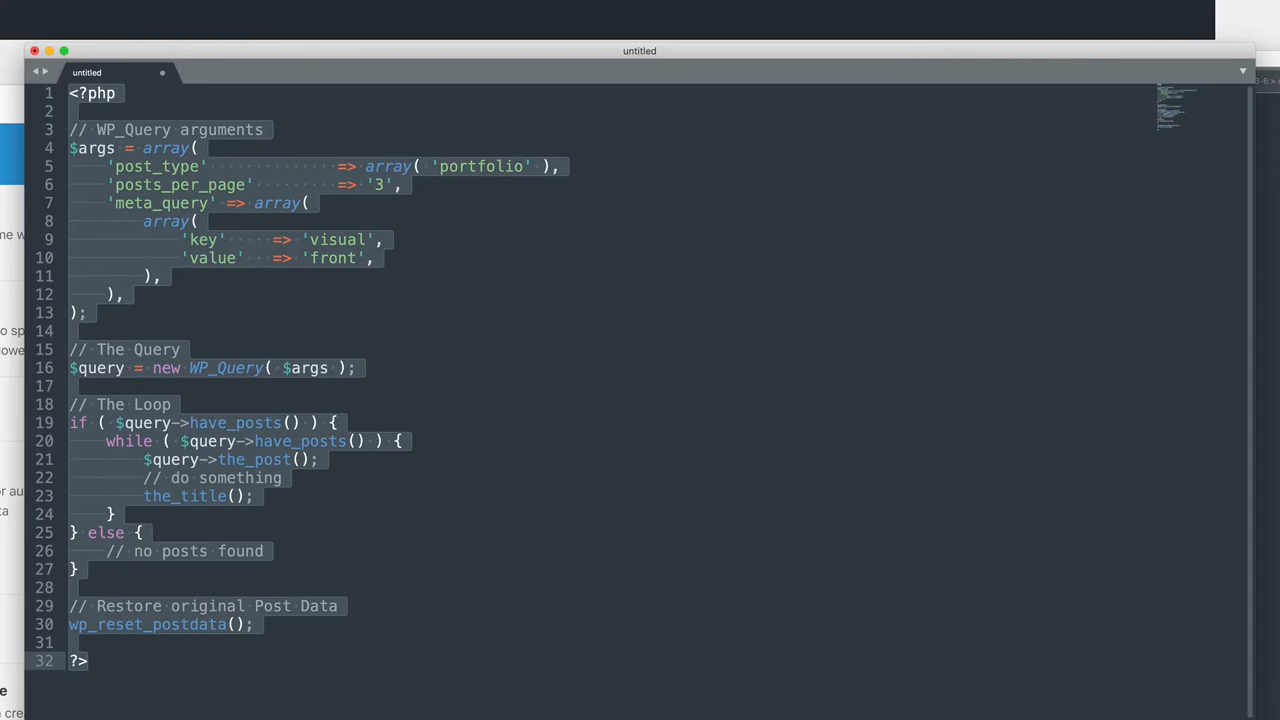 untitled
untitled
1 <?php
2
3 // WP_Query arguments
4 $args = array(
5 'post_type' => array( 'portfolio' ),
6 'posts_per_page' => '3',
7 'meta_query' => array(
8 array(
9 'key' => 'visual',
10 'value' => 'front',
11 ),
12 ),
13 );
14
15 // The Query
16 $query = new WP_Query( $args );
17
18 // The Loop
19 if ( $query->have_posts() ) {
20 while ( $query->have_posts() ) {
21 $query->the_post();
22 // do something
23 the_title();
24 }
25 } else {
26 // no posts found
27 }
28
29 // Restore original Post Data
30 wp_reset_postdata();
31
32 ?>